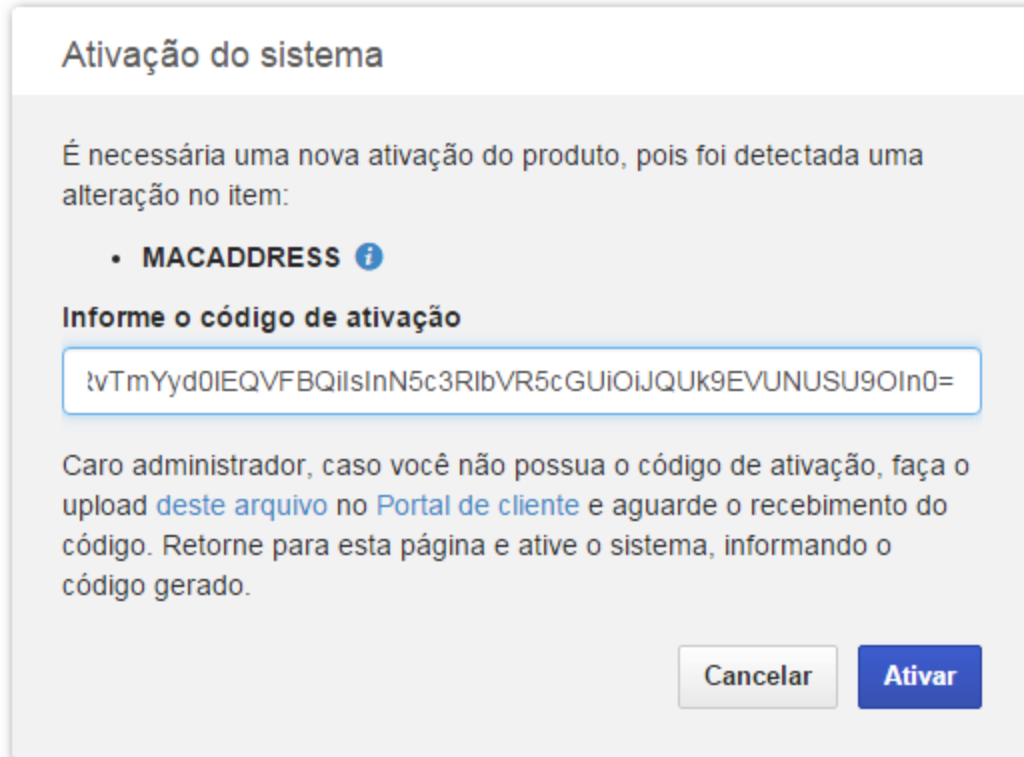 Ativação do sistema
É necessária uma nova ativação do produto, pois foi detectada uma
alteração no item:
• MACADDRESS
Informe o código de ativação
RvTmYyd0lEQVFBQilsInN5c3RlbVR5cGUiOiJQUk9EVUNUSU9OIn0=
Caro administrador, caso você não possua o código de ativação, faça o
upload deste arquivo no Portal de cliente e aguarde o recebimento do
código. Retorne para esta página e ative o sistema, informando o
código gerado.
Cancelar
Ativar